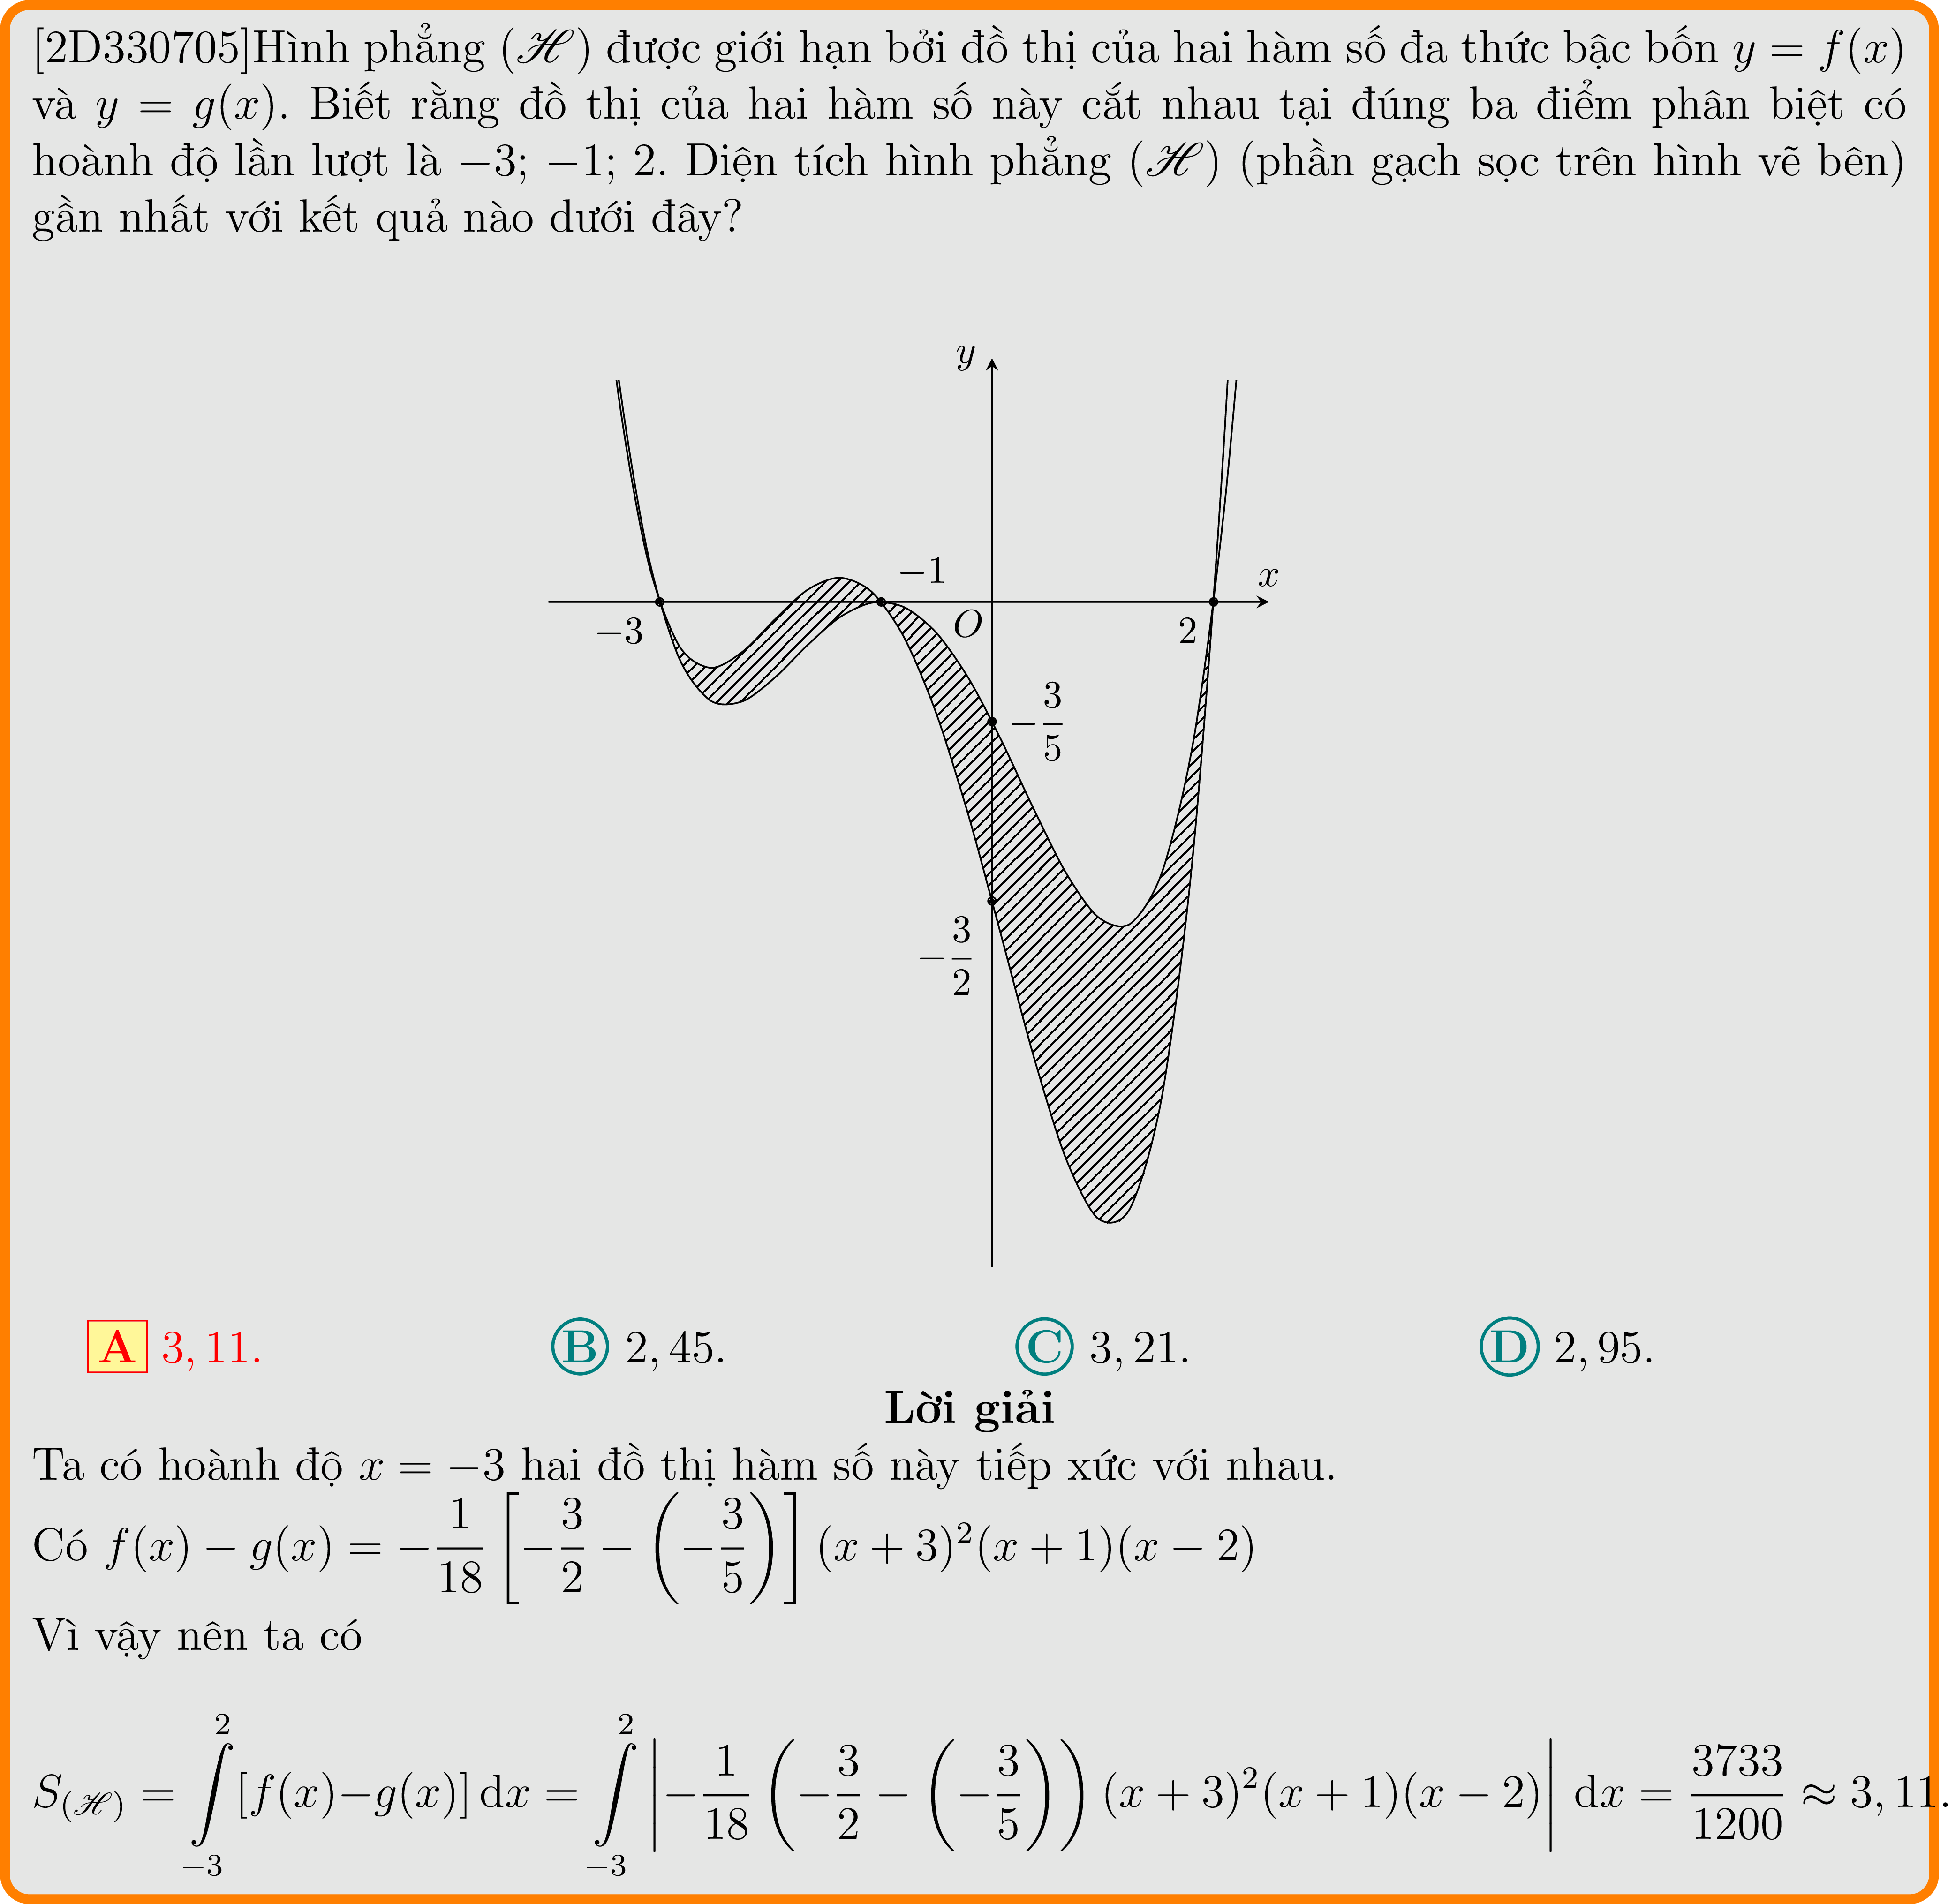 [2D330705]Hình phẳng (ℋ) được giới hạn bởi đồ thị của hai hàm số đa thức bậc bốn y = f(x)
và y = g(x). Biết rằng đồ thị của hai hàm số này cắt nhau tại đúng ba điểm phân biệt có
hoành độ lần lượt là −3; −1; 2. Diện tích hình phẳng (ℋ) (phần gạch sọc trên hình vẽ bên)
gần nhất với kết quả nào dưới đây?
y
−1
x
−3
O
2
−3/5
−3/2
A 3,11. B 2,45. C 3,21. D 2,95.
Lời giải
Ta có hoành độ x = −3 hai đồ thị hàm số này tiếp xúc với nhau.
Có f(x) − g(x) = −1/18 [−3/2 − (−3/5)] (x + 3)²(x + 1)(x − 2)
Vì vậy nên ta có
S_(ℋ) = ∫_{−3}^{2} [f(x)−g(x)] dx = ∫_{−3}^{2} |−1/18 (−3/2 − (−3/5)) (x + 3)²(x + 1)(x − 2)| dx = 3733/1200 ≈ 3,11.